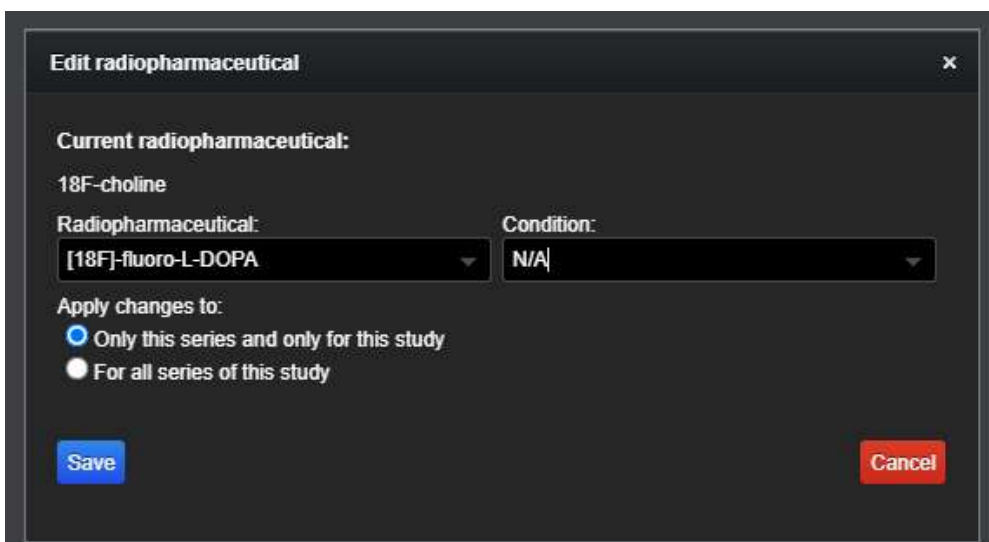 Edit radiopharmaceutical ×
Current radiopharmaceutical:
18F-choline
Radiopharmaceutical: Condition:
[18F]-fluoro-L-DOPA N/A
Apply changes to:
Only this series and only for this study
For all series of this study
Save Cancel